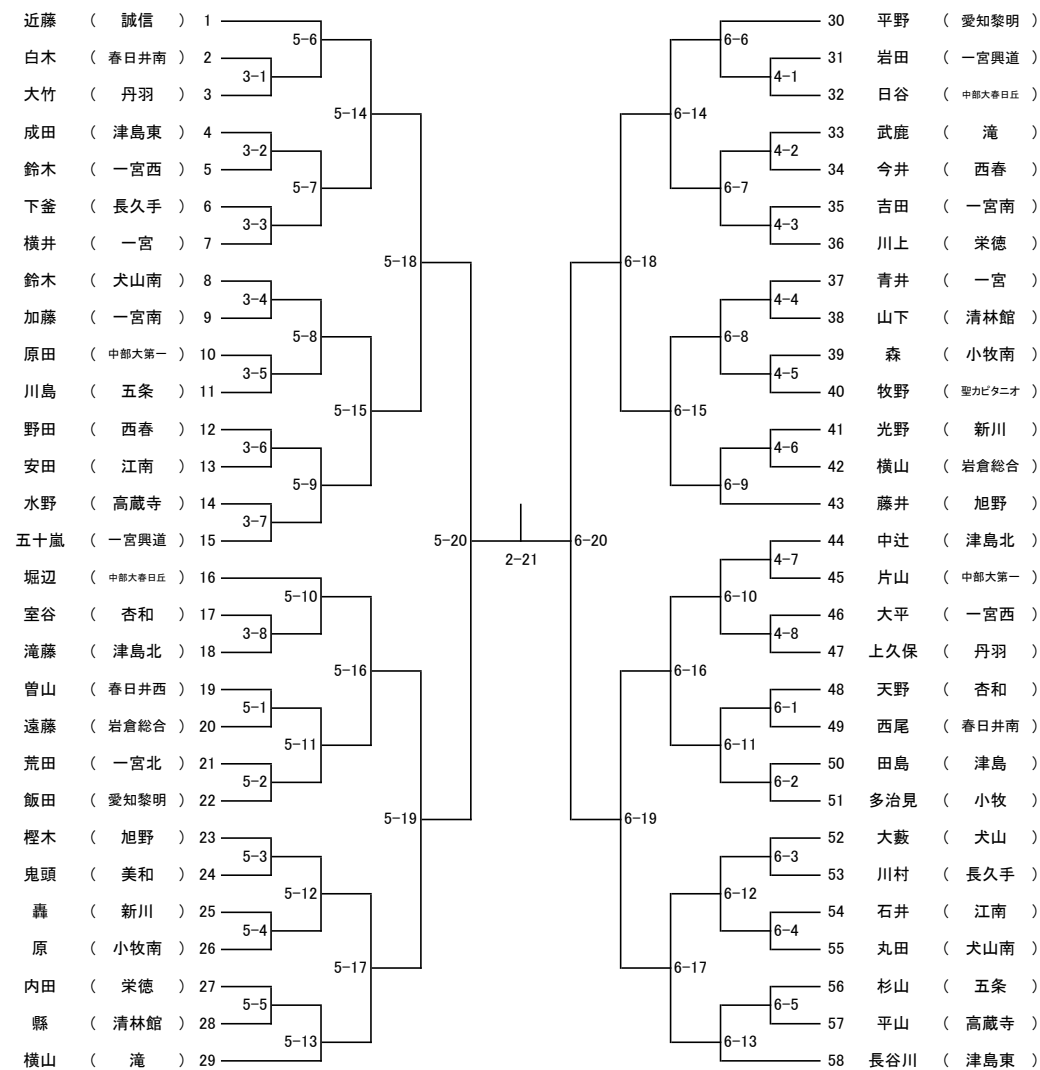 近藤 （ 誠信 ） 1
白木 （ 春日井南 ） 2
大竹 （ 丹羽 ） 3
成田 （ 津島東 ） 4
鈴木 （ 一宮西 ） 5
下釜 （ 長久手 ） 6
横井 （ 一宮 ） 7
鈴木 （ 犬山南 ） 8
加藤 （ 一宮南 ） 9
原田 （ 中部大第一 ） 10
川島 （ 五条 ） 11
野田 （ 西春 ） 12
安田 （ 江南 ） 13
水野 （ 高蔵寺 ） 14
五十嵐 （ 一宮興道 ） 15
堀辺 （ 中部大春日丘 ） 16
室谷 （ 杏和 ） 17
滝藤 （ 津島北 ） 18
曽山 （ 春日井西 ） 19
遠藤 （ 岩倉総合 ） 20
荒田 （ 一宮北 ） 21
飯田 （ 愛知黎明 ） 22
樫木 （ 旭野 ） 23
鬼頭 （ 美和 ） 24
轟 （ 新川 ） 25
原 （ 小牧南 ） 26
内田 （ 栄徳 ） 27
縣 （ 清林館 ） 28
横山 （ 滝 ） 29
3-1
3-2
3-3
3-4
3-5
3-6
3-7
3-8
5-1
5-2
5-3
5-4
5-5
5-6
5-7
5-8
5-9
5-10
5-11
5-12
5-13
5-14
5-15
5-16
5-17
5-18
5-19
5-20
2-21
6-20
6-18
6-19
6-14
6-15
6-16
6-17
6-6
6-7
6-8
6-9
6-10
6-11
6-12
6-13
4-1
4-2
4-3
4-4
4-5
4-6
4-7
4-8
6-1
6-2
6-3
6-4
6-5
30 平野 （ 愛知黎明 ）
31 岩田 （ 一宮興道 ）
32 日谷 （ 中部大春日丘 ）
33 武鹿 （ 滝 ）
34 今井 （ 西春 ）
35 吉田 （ 一宮南 ）
36 川上 （ 栄徳 ）
37 青井 （ 一宮 ）
38 山下 （ 清林館 ）
39 森 （ 小牧南 ）
40 牧野 （ 聖カピタニオ ）
41 光野 （ 新川 ）
42 横山 （ 岩倉総合 ）
43 藤井 （ 旭野 ）
44 中辻 （ 津島北 ）
45 片山 （ 中部大第一 ）
46 大平 （ 一宮西 ）
47 上久保 （ 丹羽 ）
48 天野 （ 杏和 ）
49 西尾 （ 春日井南 ）
50 田島 （ 津島 ）
51 多治見 （ 小牧 ）
52 大藪 （ 犬山 ）
53 川村 （ 長久手 ）
54 石井 （ 江南 ）
55 丸田 （ 犬山南 ）
56 杉山 （ 五条 ）
57 平山 （ 高蔵寺 ）
58 長谷川 （ 津島東 ）